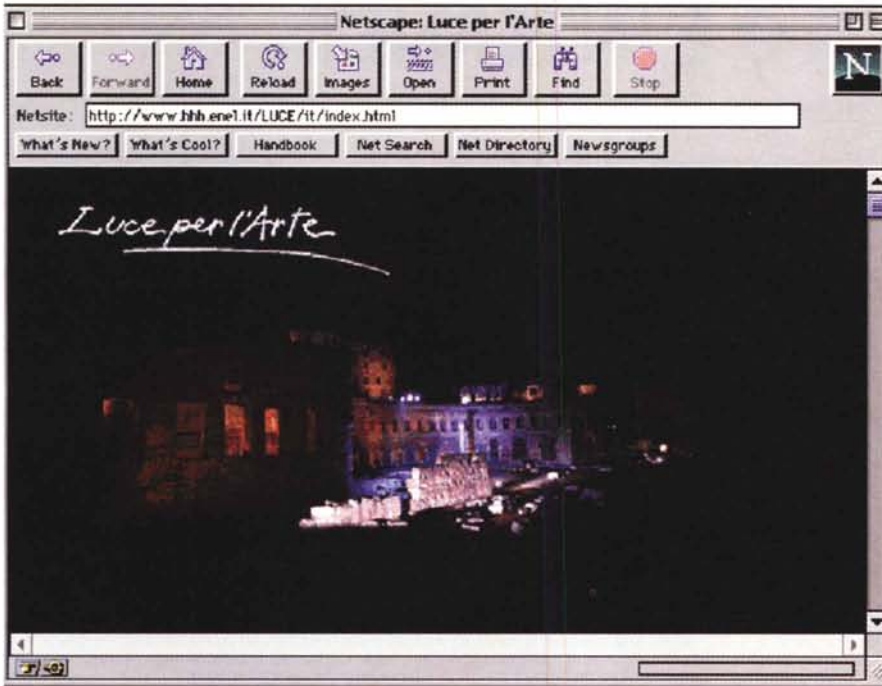 Netscape: Luce per l'Arte
Back Forward Home Reload Images Open Print Find Stop
N
Netsite: http://www.hhh.enel.it/LUCE/it/index.html
What's New? What's Cool? Handbook Net Search Net Directory Newsgroups
Luce per l'Arte